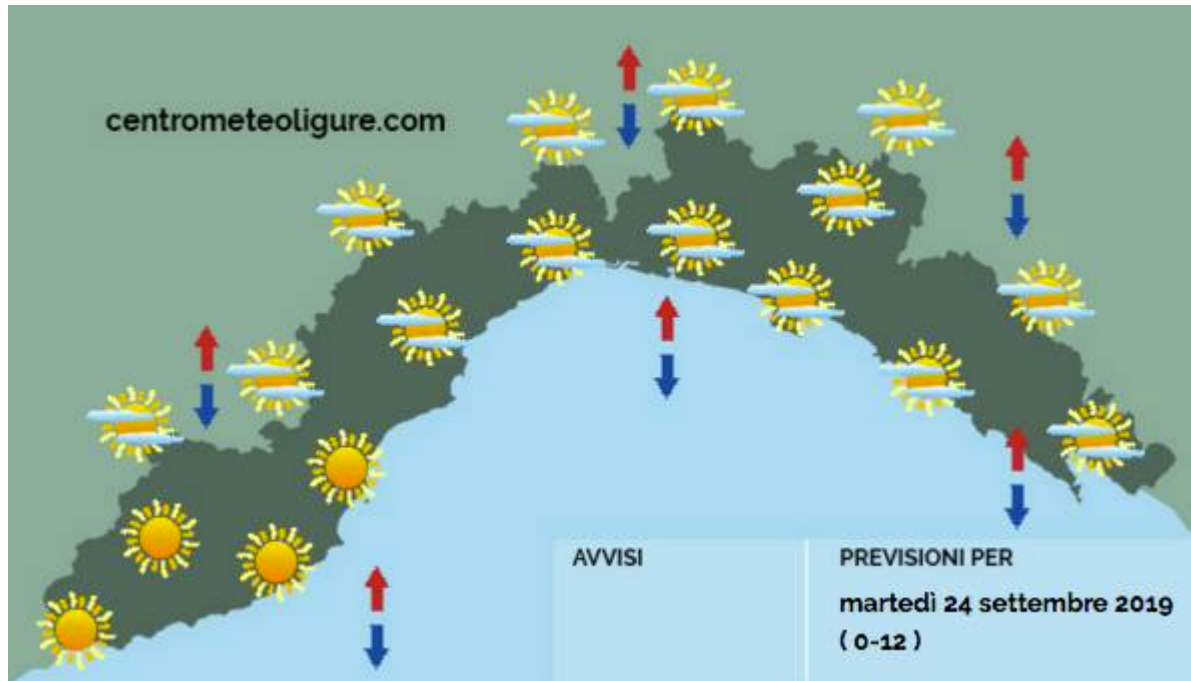 centrometeoligure.com
AVVISI
PREVISIONI PER
martedì 24 settembre 2019
( 0-12 )